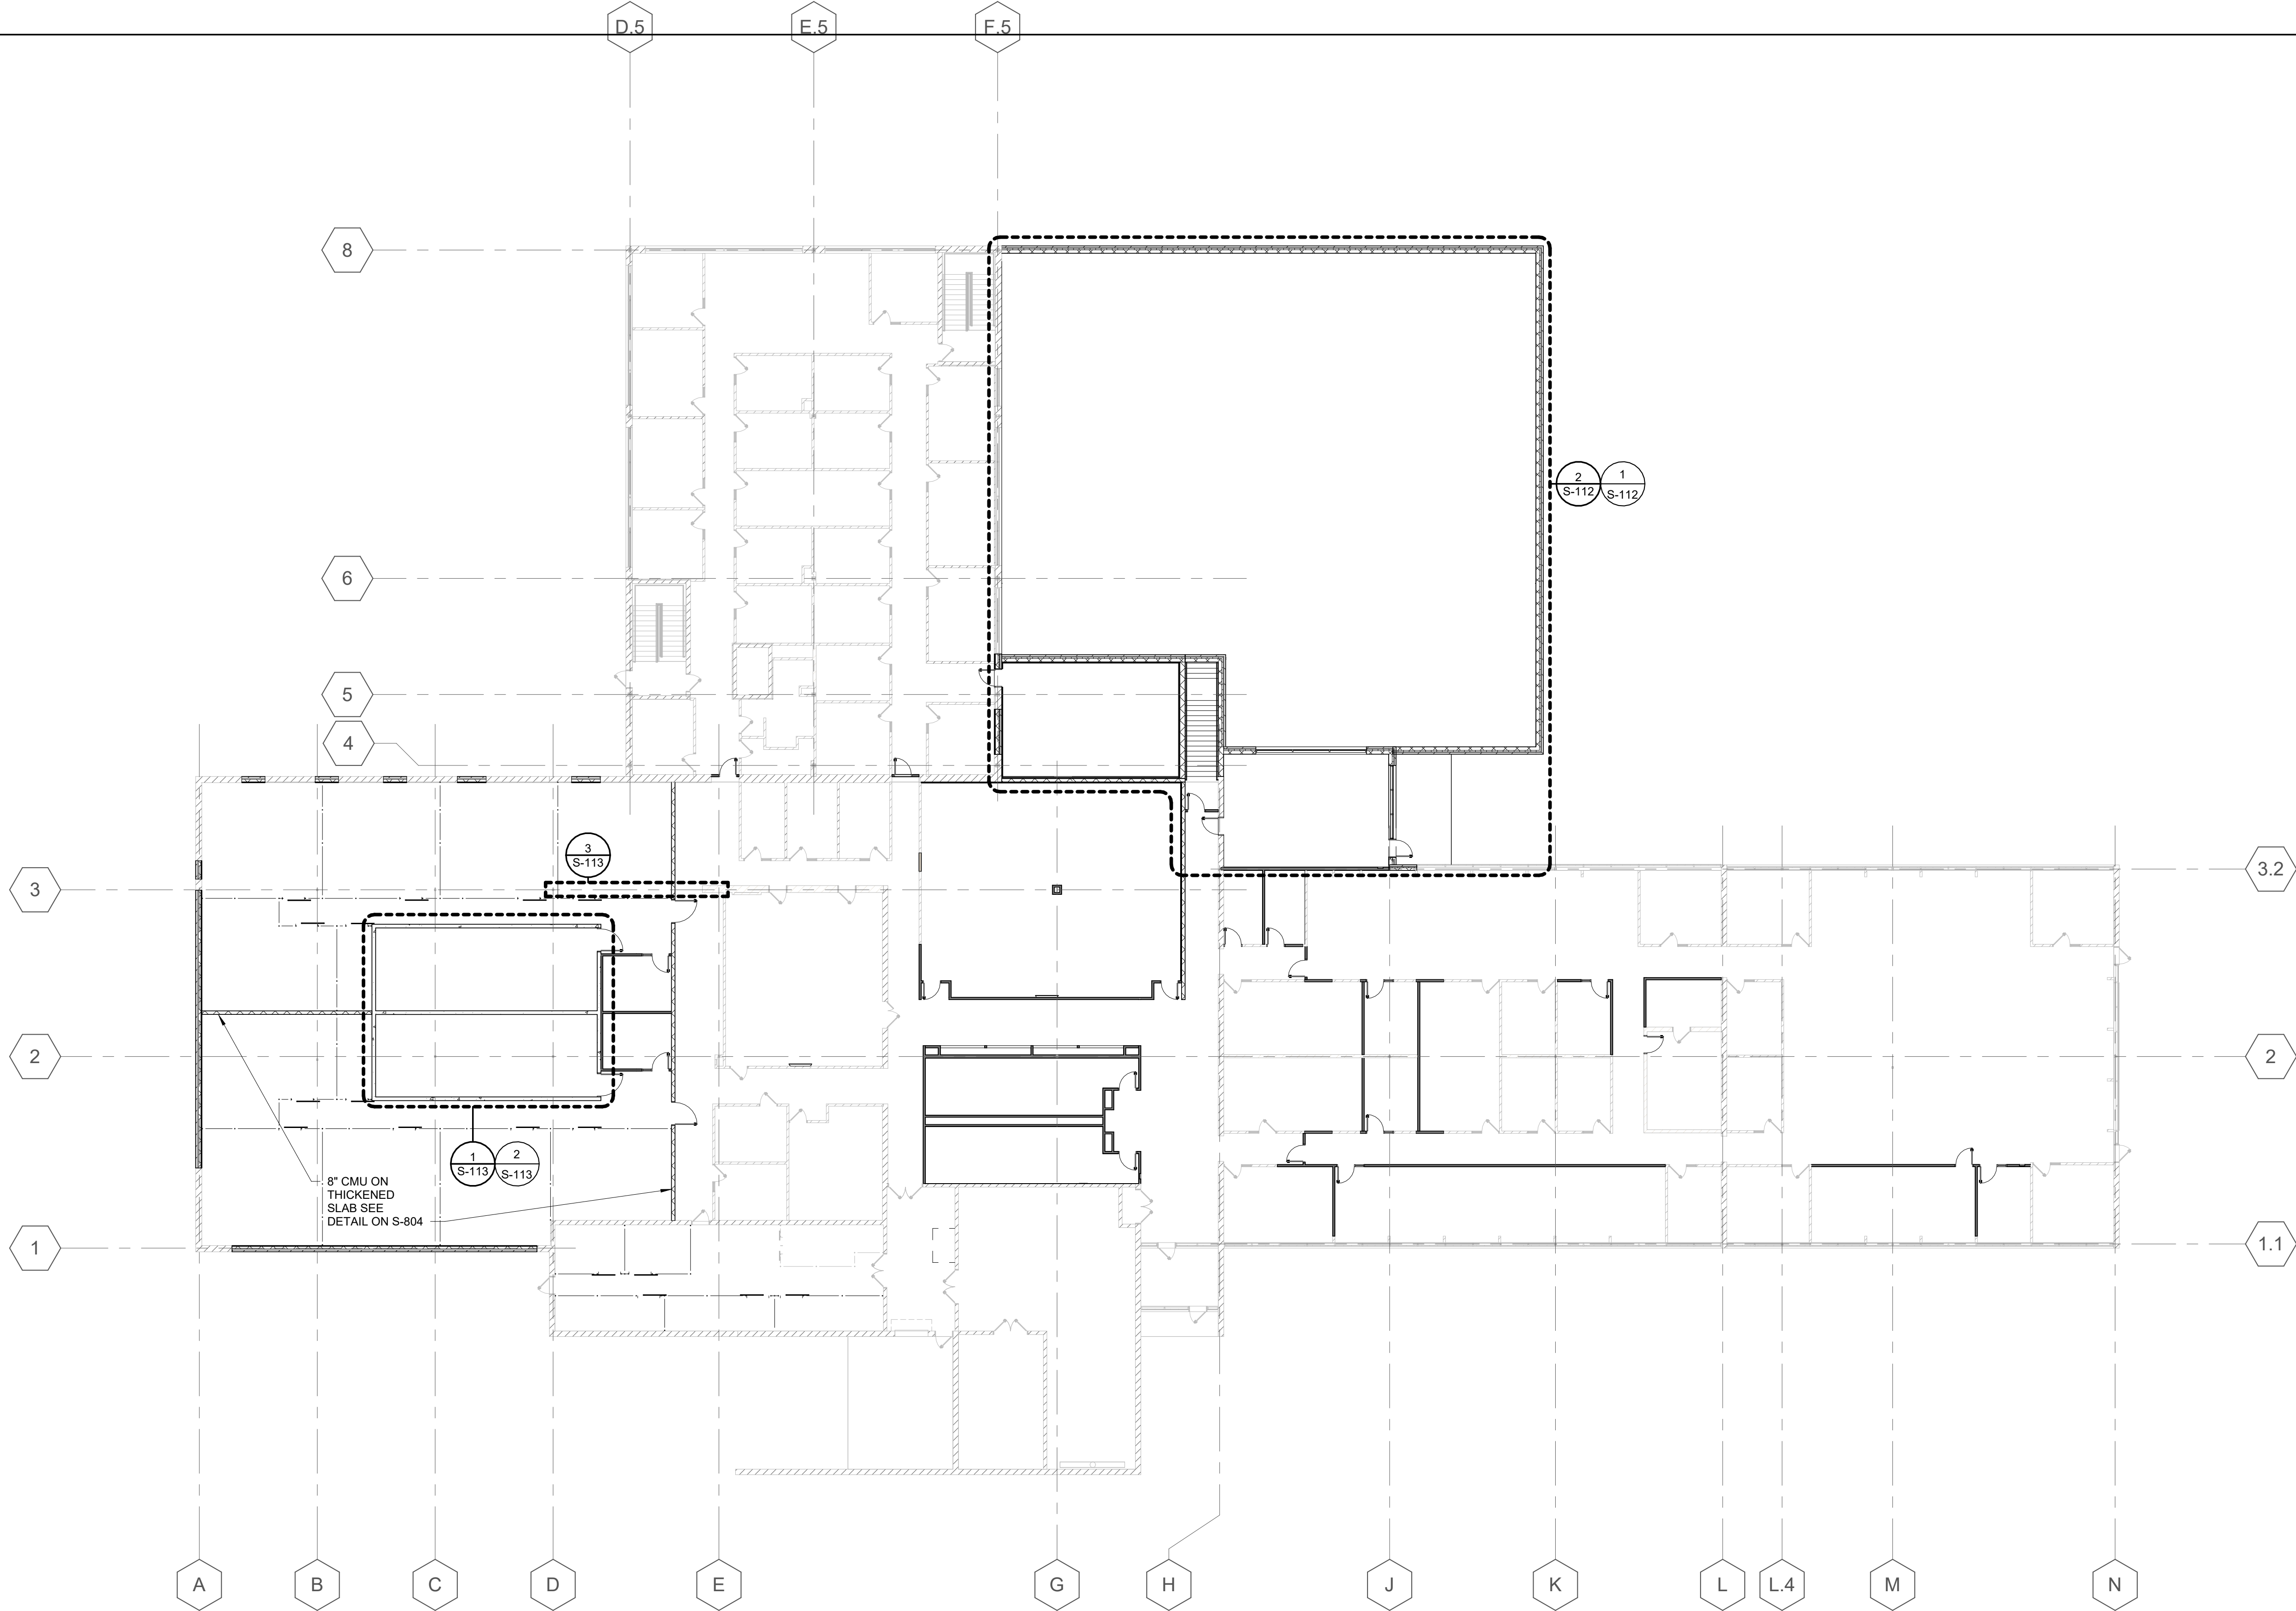 D.5
E.5
F.5
8
2
S-112
1
S-112
6
5
4
3
S-113
3
3.2
2
2
1
S-113
2
S-113
8" CMU ON
THICKENED
SLAB SEE
DETAIL ON S-804
1
1.1
A
B
C
D
E
G
H
J
K
L
L.4
M
N